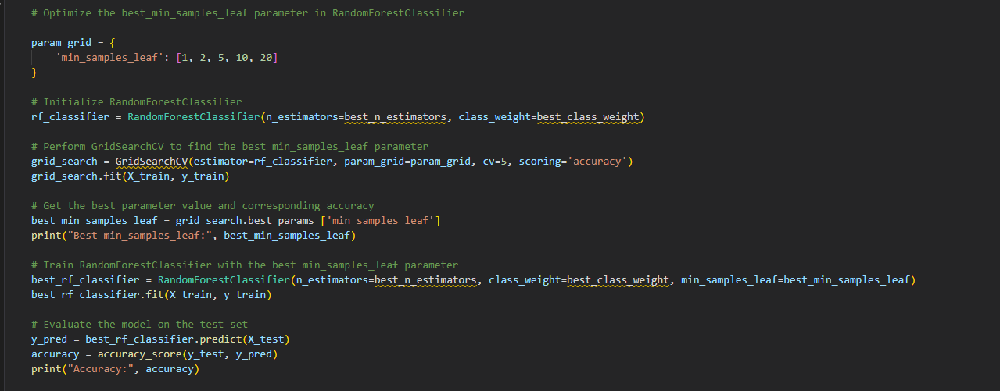 # Optimize the best_min_samples_leaf parameter in RandomForestClassifier
param_grid = {
    'min_samples_leaf': [1, 2, 5, 10, 20]
}
# Initialize RandomForestClassifier
rf_classifier = RandomForestClassifier(n_estimators=best_n_estimators, class_weight=best_class_weight)
# Perform GridSearchCV to find the best min_samples_leaf parameter
grid_search = GridSearchCV(estimator=rf_classifier, param_grid=param_grid, cv=5, scoring='accuracy')
grid_search.fit(X_train, y_train)
# Get the best parameter value and corresponding accuracy
best_min_samples_leaf = grid_search.best_params_['min_samples_leaf']
print("Best min_samples_leaf:", best_min_samples_leaf)
# Train RandomForestClassifier with the best min_samples_leaf parameter
best_rf_classifier = RandomForestClassifier(n_estimators=best_n_estimators, class_weight=best_class_weight, min_samples_leaf=best_min_samples_leaf)
best_rf_classifier.fit(X_train, y_train)
# Evaluate the model on the test set
y_pred = best_rf_classifier.predict(X_test)
accuracy = accuracy_score(y_test, y_pred)
print("Accuracy:", accuracy)